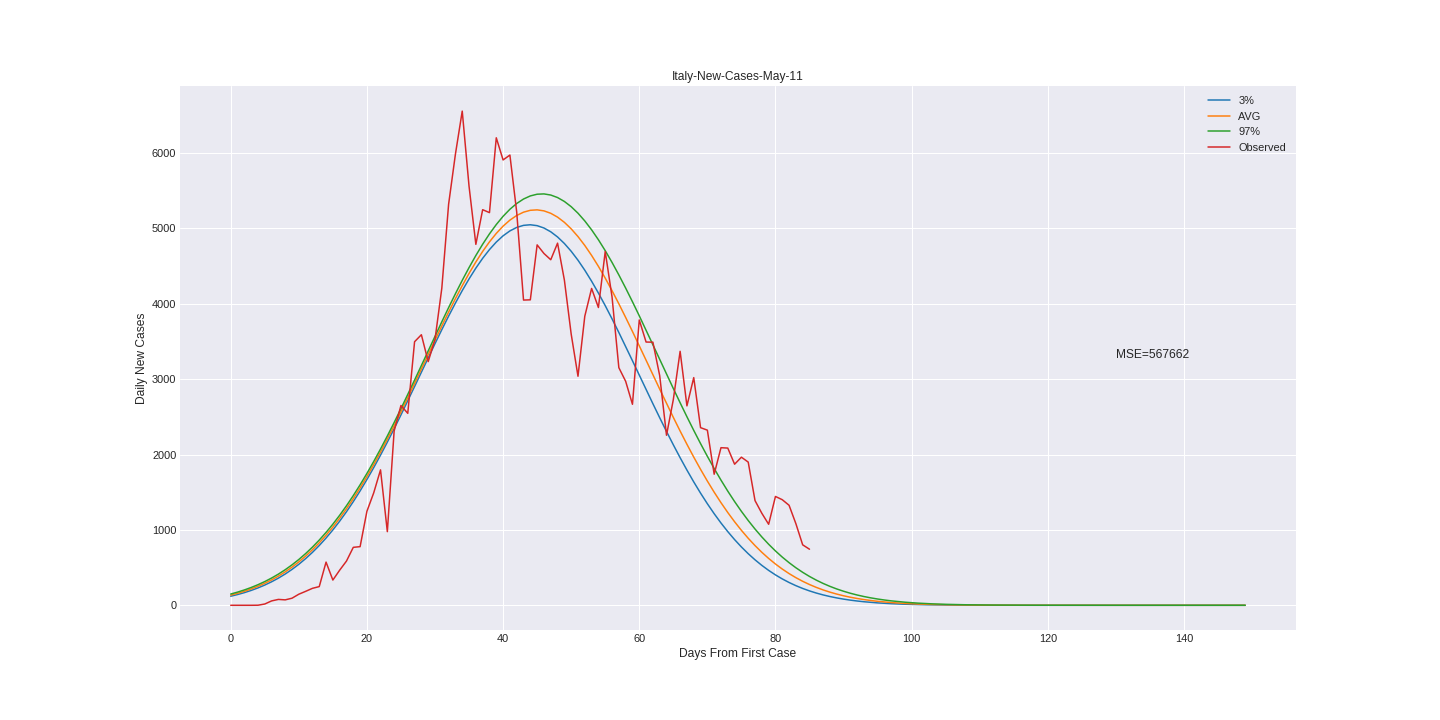 Italy-New-Cases-May-11
3%
AVG
97%
Observed
6000
5000
4000
3000
2000
1000
0
Daily New Cases
MSE=567662
0 20 40 60 80 100 120 140
Days From First Case